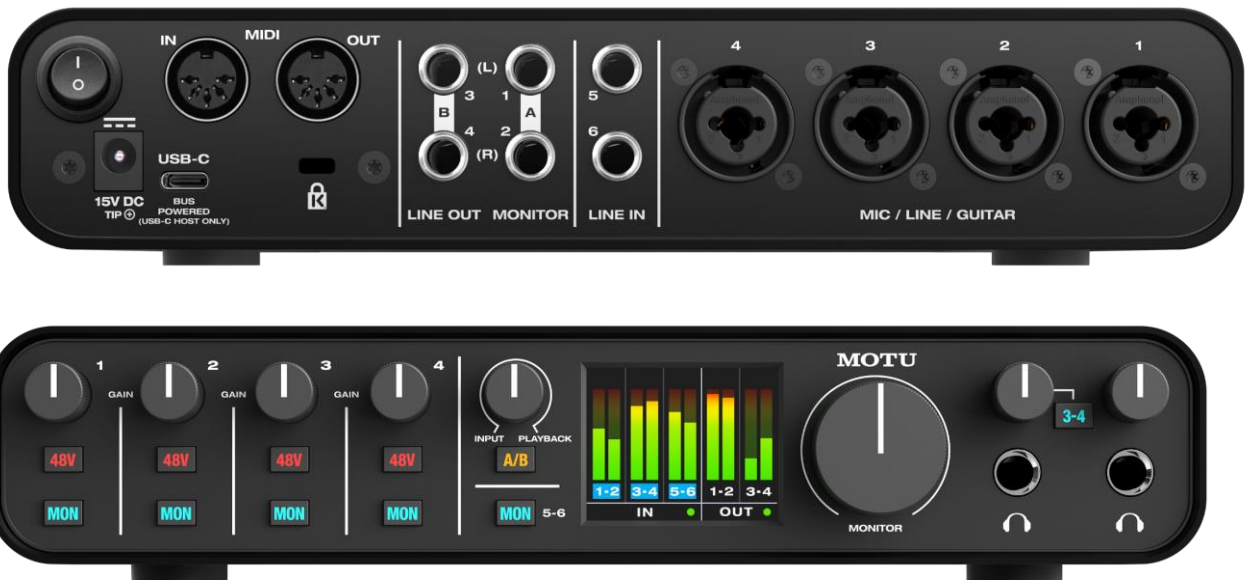 IN MIDI OUT
I
O
15V DC
TIP
USB-C
BUS
POWERED
(USB-C HOST ONLY)
K
(L)
3 1
B A
4 2
(R)
LINE OUT MONITOR
5
6
LINE IN
4 3 2 1
MIC / LINE / GUITAR
1 2 3 4
GAIN GAIN GAIN
48V 48V 48V 48V
MON MON MON MON
INPUT PLAYBACK
A/B
MON 5-6
1-2 3-4 5-6 1-2 3-4
IN OUT
MOTU
MONITOR
3-4